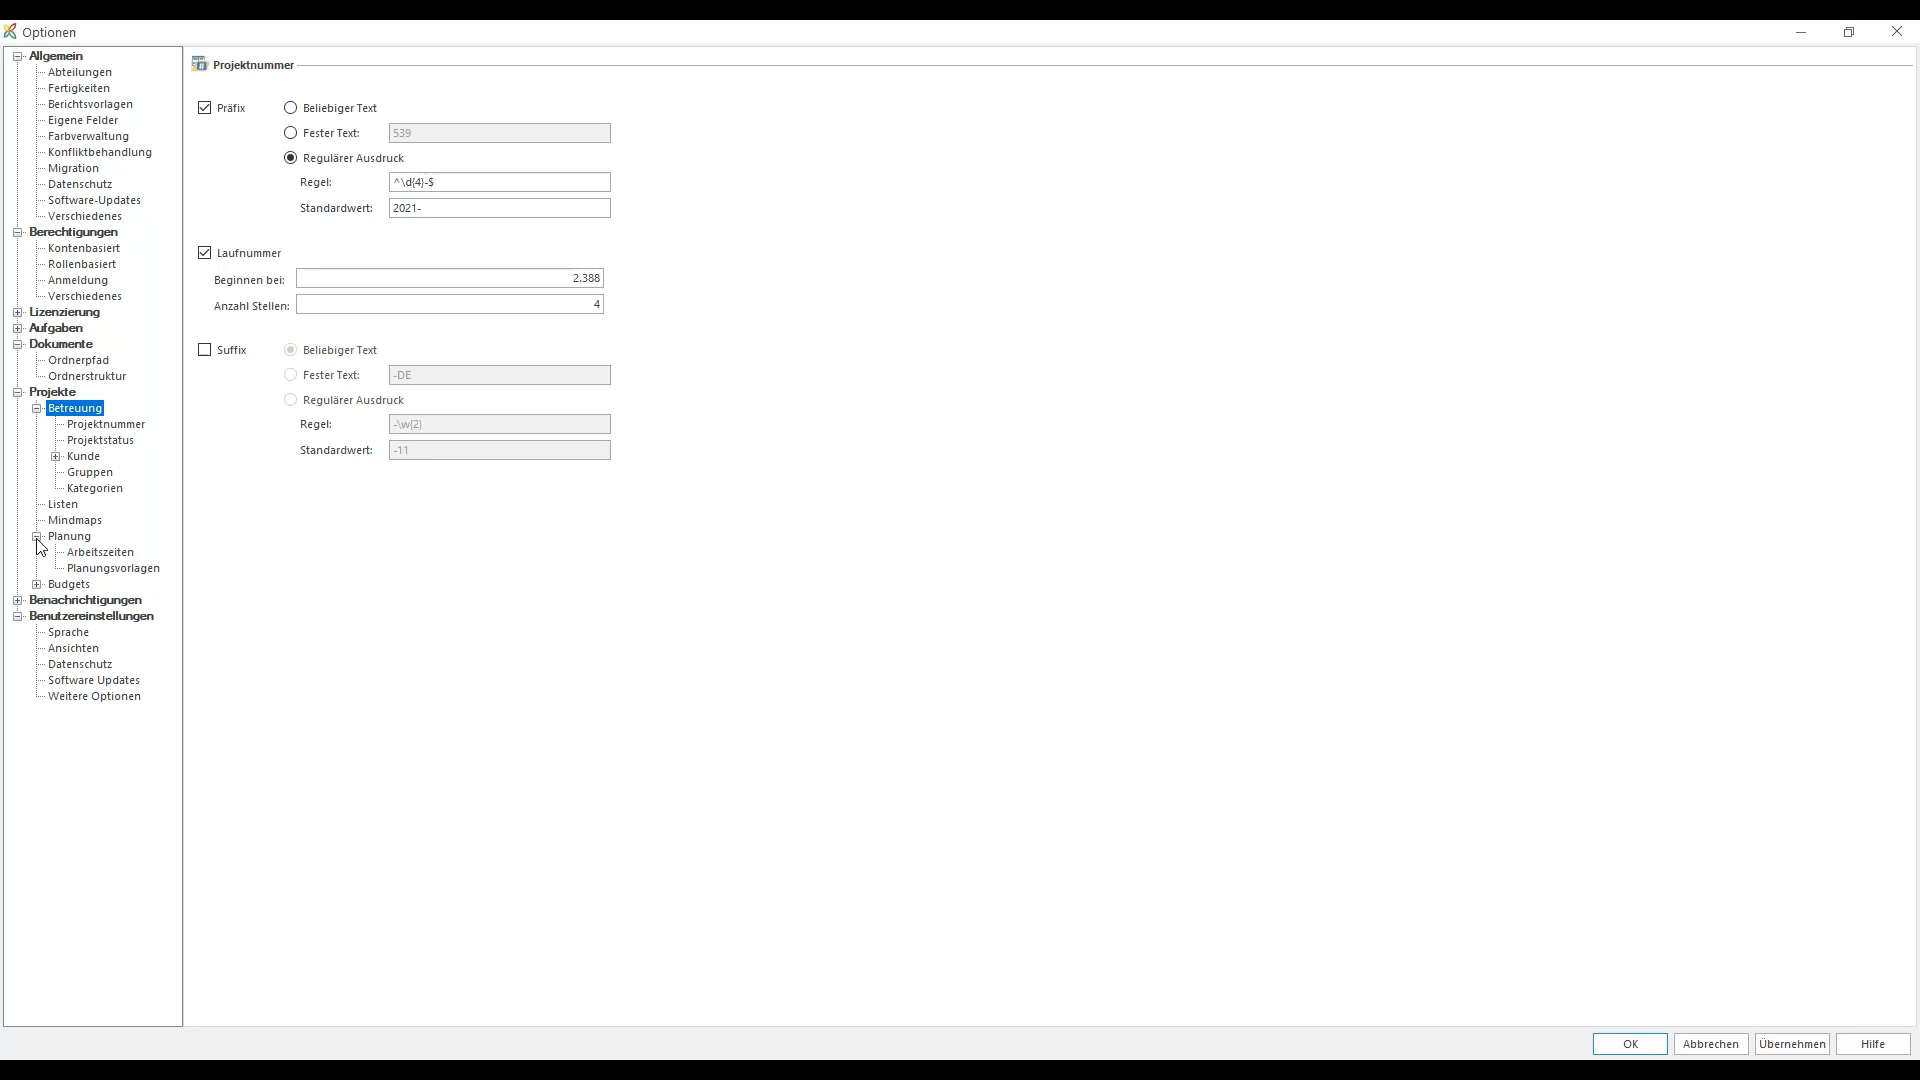 Optionen
Allgemein
Abteilungen
Fertigkeiten
Berichtsvorlagen
Eigene Felder
Farbverwaltung
Konfliktbehandlung
Migration
Datenschutz
Software-Updates
Verschiedenes
Berechtigungen
Kontenbasiert
Rollenbasiert
Anmeldung
Verschiedenes
Lizenzierung
Aufgaben
Dokumente
Ordnerpfad
Ordnerstruktur
Projekte
Betreuung
Projektnummer
Projektstatus
Kunde
Gruppen
Kategorien
Listen
Mindmaps
Planung
Arbeitszeiten
Planungsvorlagen
Budgets
Benachrichtigungen
Benutzereinstellungen
Sprache
Ansichten
Datenschutz
Software Updates
Weitere Optionen
Projektnummer
Präfix Beliebiger Text
Fester Text: 539
Regulärer Ausdruck
Regel: ^\d{4}-$
Standardwert: 2021-
Laufnummer
Beginnen bei: 2.388
Anzahl Stellen: 4
Suffix Beliebiger Text
Fester Text: -DE
Regulärer Ausdruck
Regel: -\w{2}
Standardwert: -11
OK Abbrechen Übernehmen Hilfe